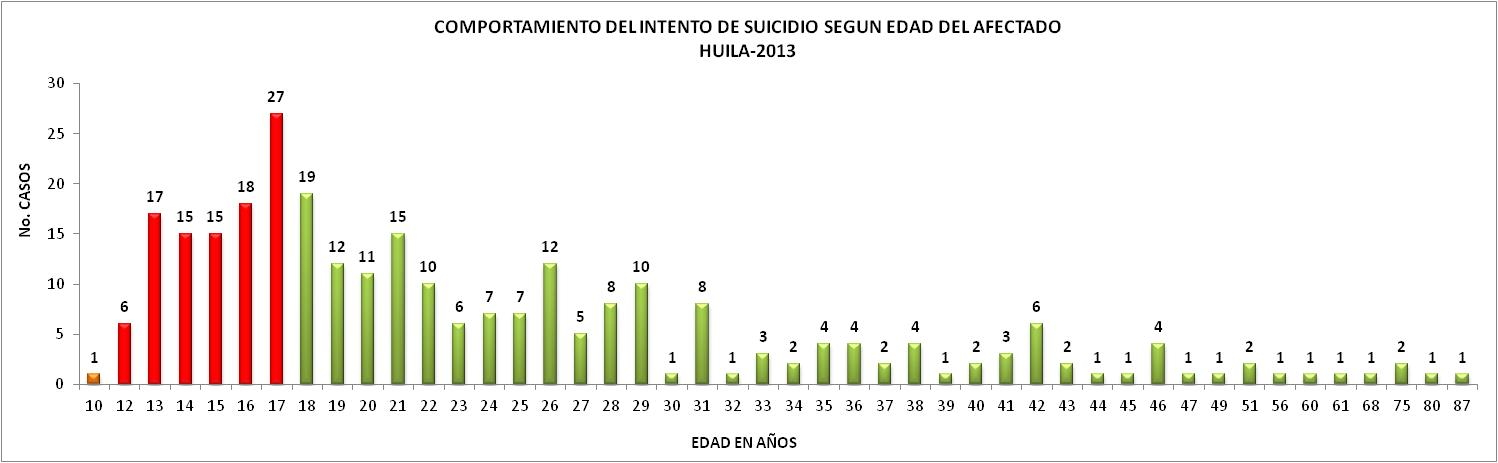 COMPORTAMIENTO DEL INTENTO DE SUICIDIO SEGUN EDAD DEL AFECTADO
HUILA-2013
No. CASOS
30
25
20
15
10
5
0
1 6 17 15 15 18 27 19 12 11 15 10 6 7 7 12 5 8 10 1 8 1 3 2 4 4 2 4 1 2 3 6 2 1 1 4 1 1 2 1 1 1 1 2 1 1
10 12 13 14 15 16 17 18 19 20 21 22 23 24 25 26 27 28 29 30 31 32 33 34 35 36 37 38 39 40 41 42 43 44 45 46 47 49 51 56 60 61 68 75 80 87
EDAD EN AÑOS